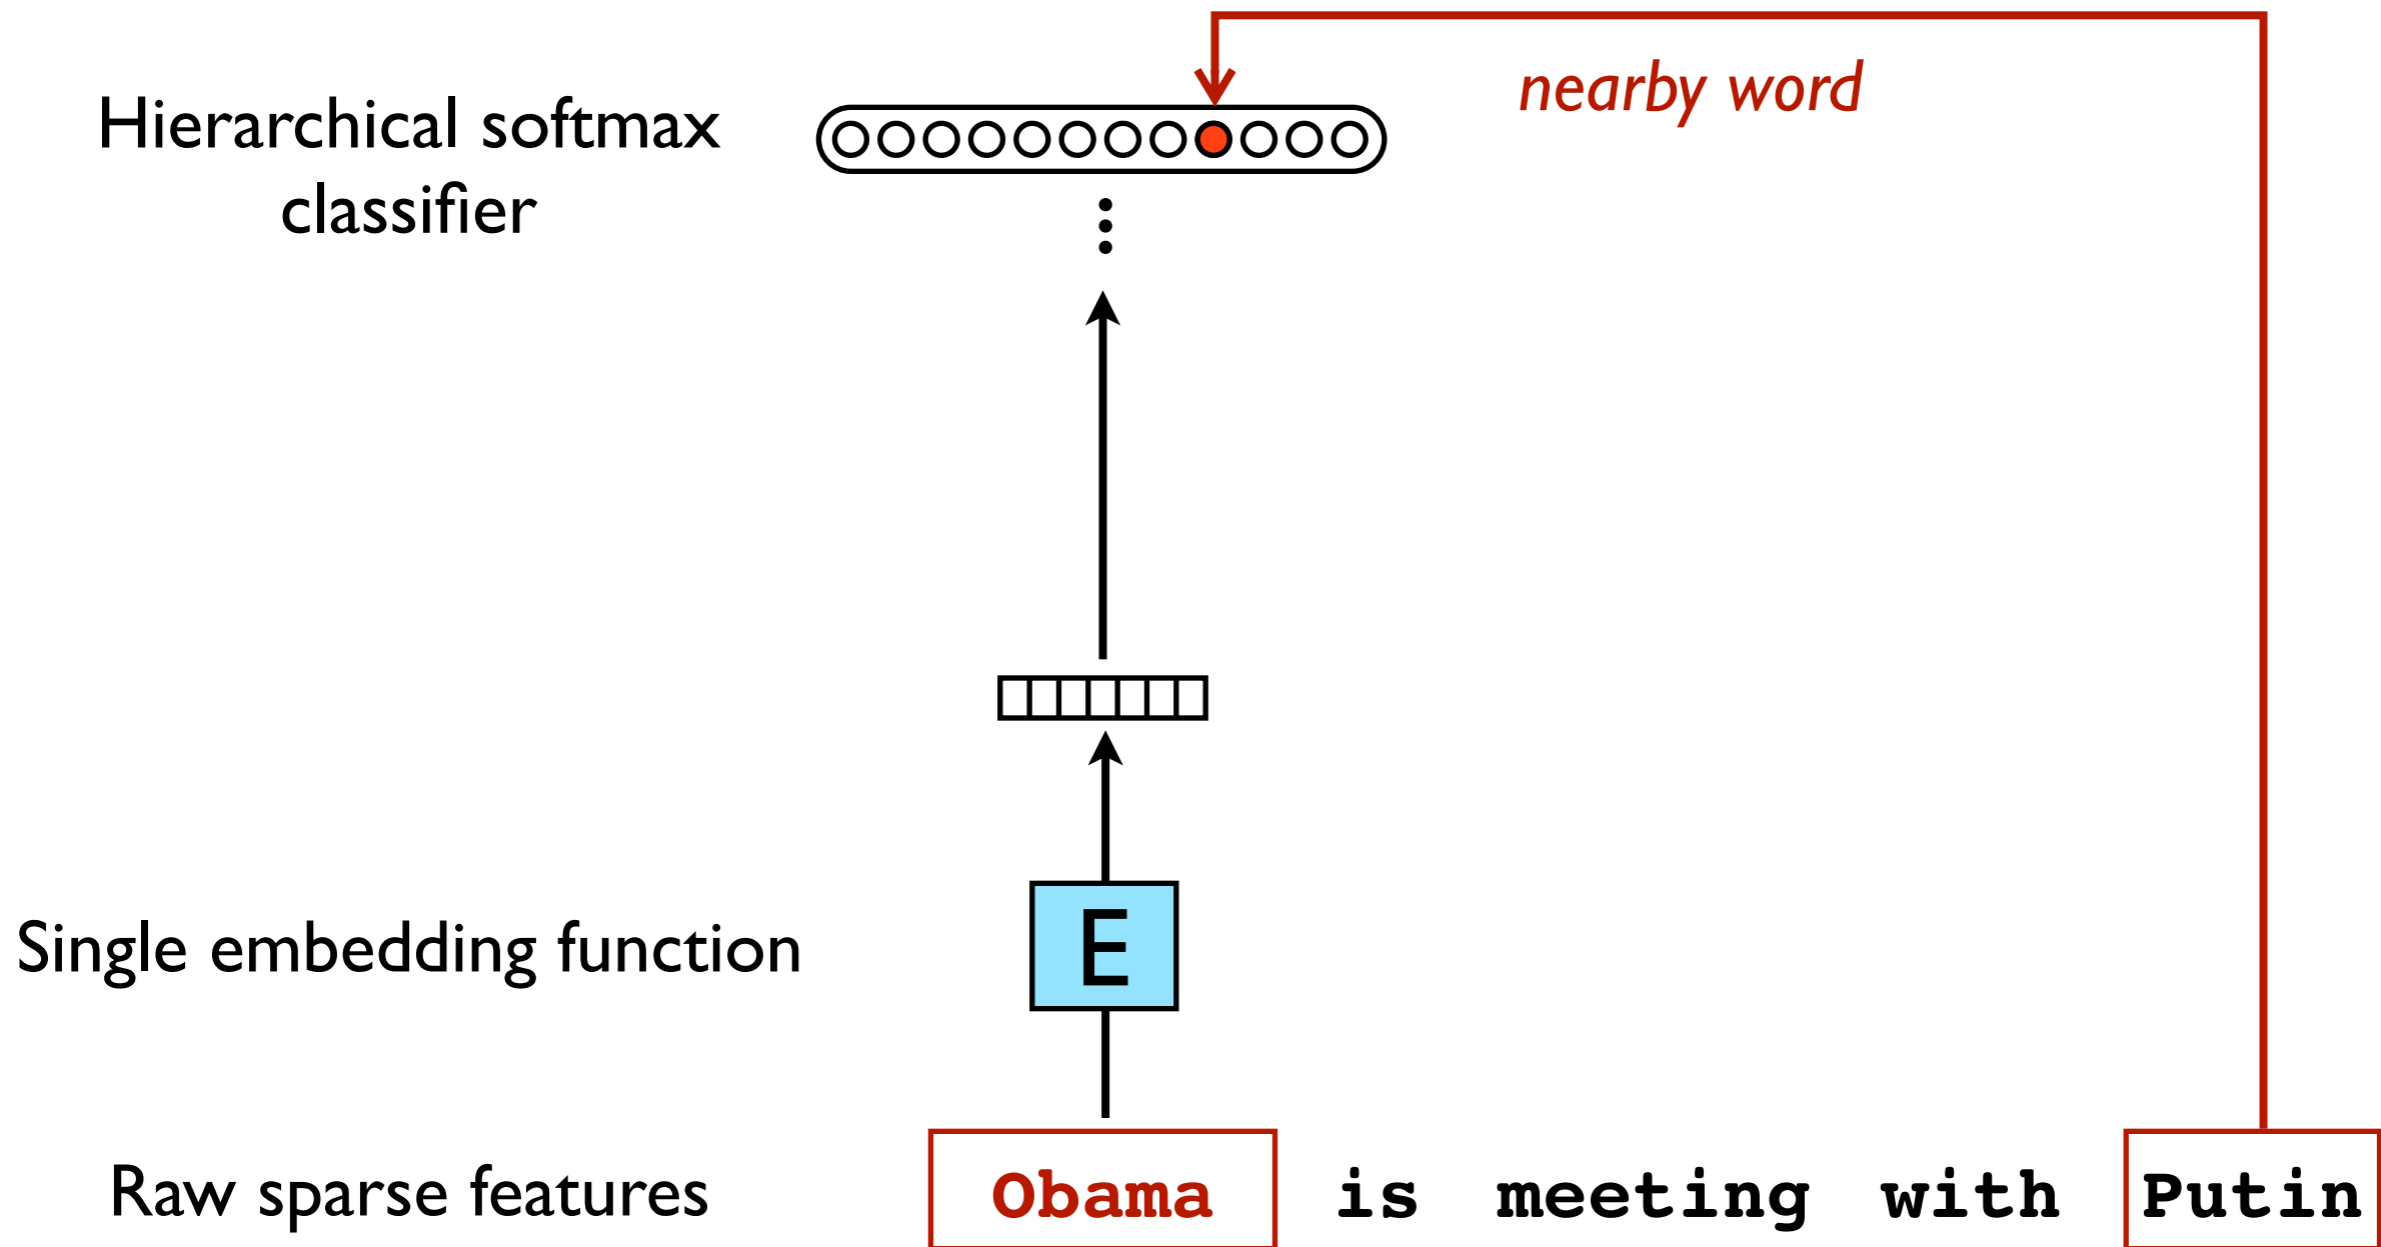 nearby word
Hierarchical softmax
classifier
Single embedding function
E
Raw sparse features
Obama is meeting with Putin